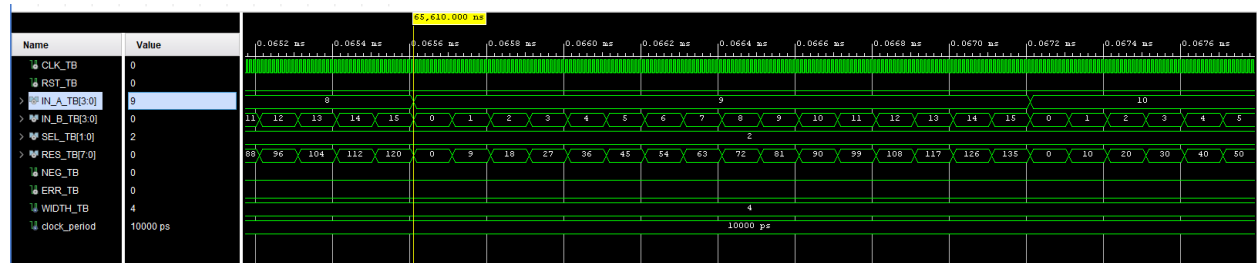 65,610.000 ns
Name Value 0.0652 ms 0.0654 ms 0.0656 ms 0.0658 ms 0.0660 ms 0.0662 ms 0.0664 ms 0.0666 ms 0.0668 ms 0.0670 ms 0.0672 ms 0.0674 ms 0.0676 ms
CLK_TB 0
RST_TB 0
IN_A_TB[3:0] 9 8 9 10
IN_B_TB[3:0] 0 11 12 13 14 15 0 1 2 3 4 5 6 7 8 9 10 11 12 13 14 15 0 1 2 3 4 5
SEL_TB[1:0] 2 2
RES_TB[7:0] 0 88 96 104 112 120 0 9 18 27 36 45 54 63 72 81 90 99 108 117 126 135 0 10 20 30 40 50
NEG_TB 0
ERR_TB 0
WIDTH_TB 4 4
clock_period 10000 ps 10000 ps